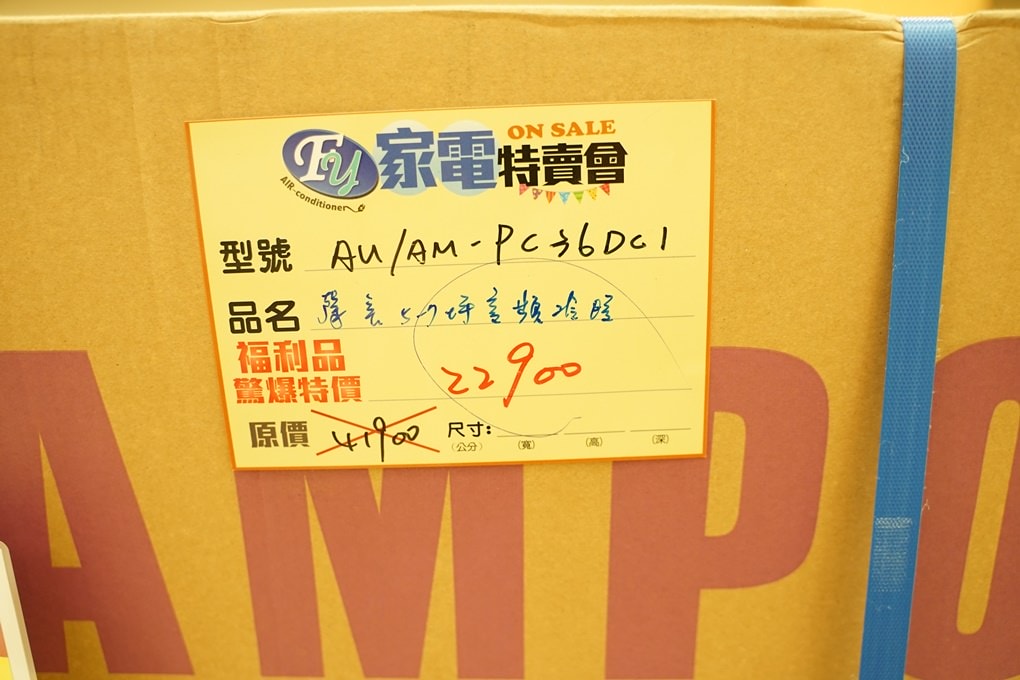 Fy
AIR-conditioner
家電特賣會
ON SALE
型號 AU/AM-PC36DC1
品名 聲寶 5-7坪 變頻冷暖
福利品
驚爆特價 22900
原價 41900 尺寸:
(公分) (寬) (高) (深)
AMPO